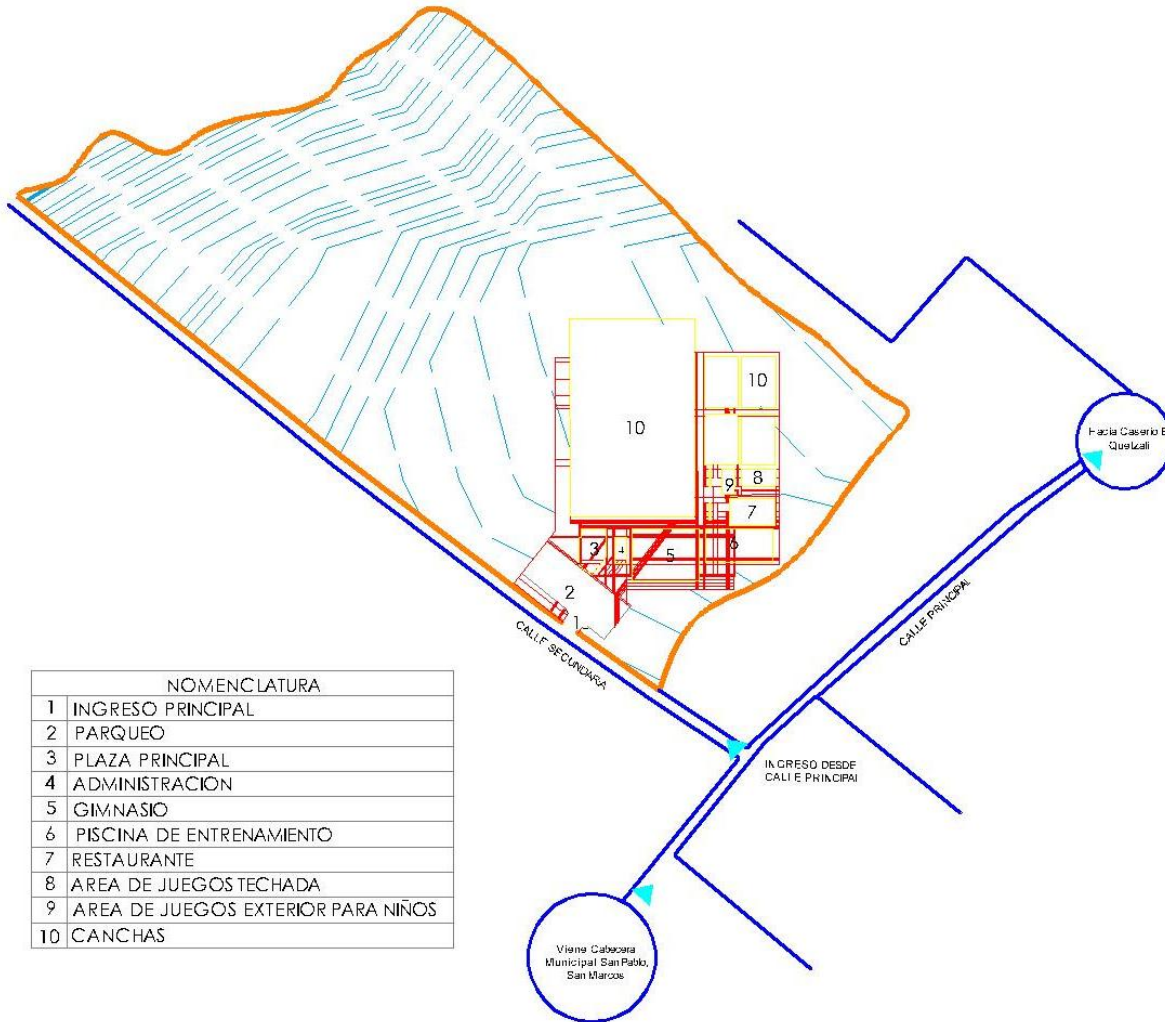 10
10
9
8
7
3
4
5
6
2
1
Hacia Caserio E
Quetzali
CALLE PRINCIPAL
CALLE SECUNDARA
INGRESO DESDE
CALLE PRINCIPAL
Viene Cabecera
Municipal San Pablo,
San Marcos
NOMENCLATURA
1 INGRESO PRINCIPAL
2 PARQUEO
3 PLAZA PRINCIPAL
4 ADMINISTRACION
5 GIMNASIO
6 PISCINA DE ENTRENAMIENTO
7 RESTAURANTE
8 AREA DE JUEGOS TECHADA
9 AREA DE JUEGOS EXTERIOR PARA NIÑOS
10 CANCHAS